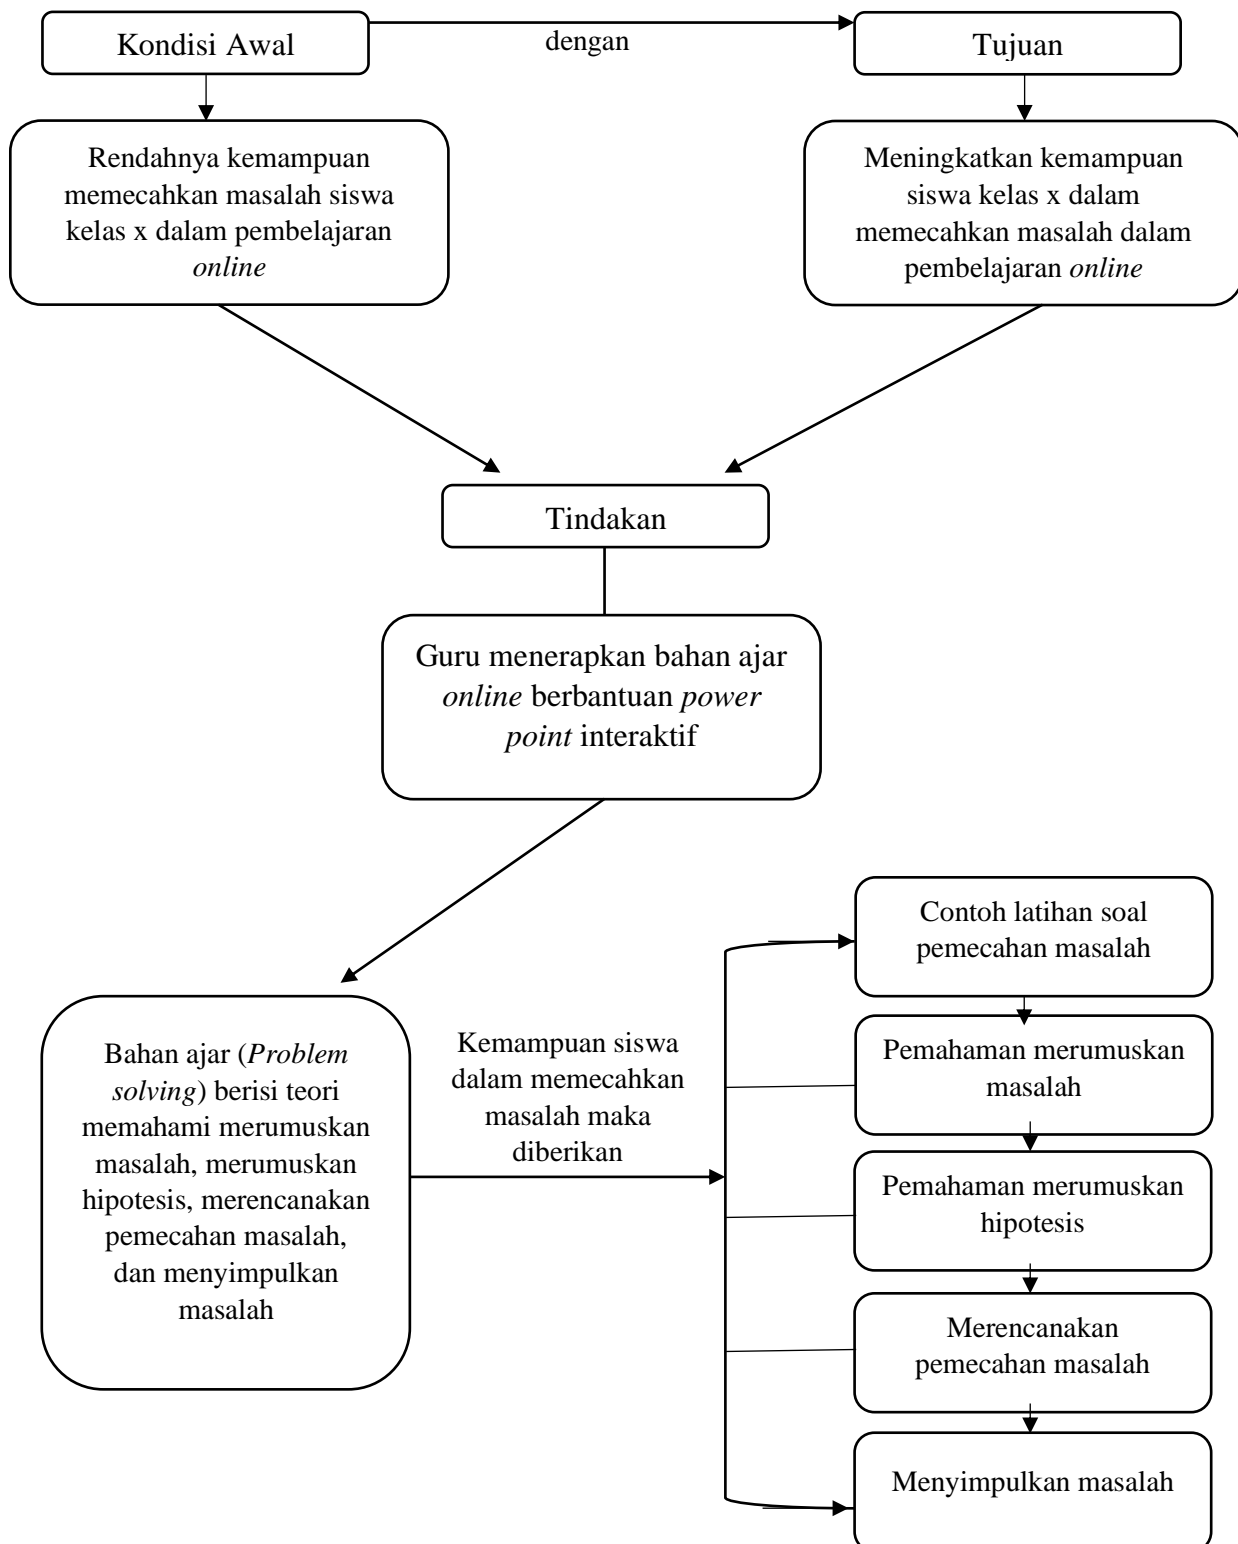 Kondisi Awal
dengan
Tujuan
Rendahnya kemampuan
memecahkan masalah siswa
kelas x dalam pembelajaran
online
Meningkatkan kemampuan
siswa kelas x dalam
memecahkan masalah dalam
pembelajaran online
Tindakan
Guru menerapkan bahan ajar
online berbantuan power
point interaktif
Bahan ajar (Problem
solving) berisi teori
memahami merumuskan
masalah, merumuskan
hipotesis, merencanakan
pemecahan masalah,
dan menyimpulkan
masalah
Kemampuan siswa
dalam memecahkan
masalah maka
diberikan
Contoh latihan soal
pemecahan masalah
Pemahaman merumuskan
masalah
Pemahaman merumuskan
hipotesis
Merencanakan
pemecahan masalah
Menyimpulkan masalah